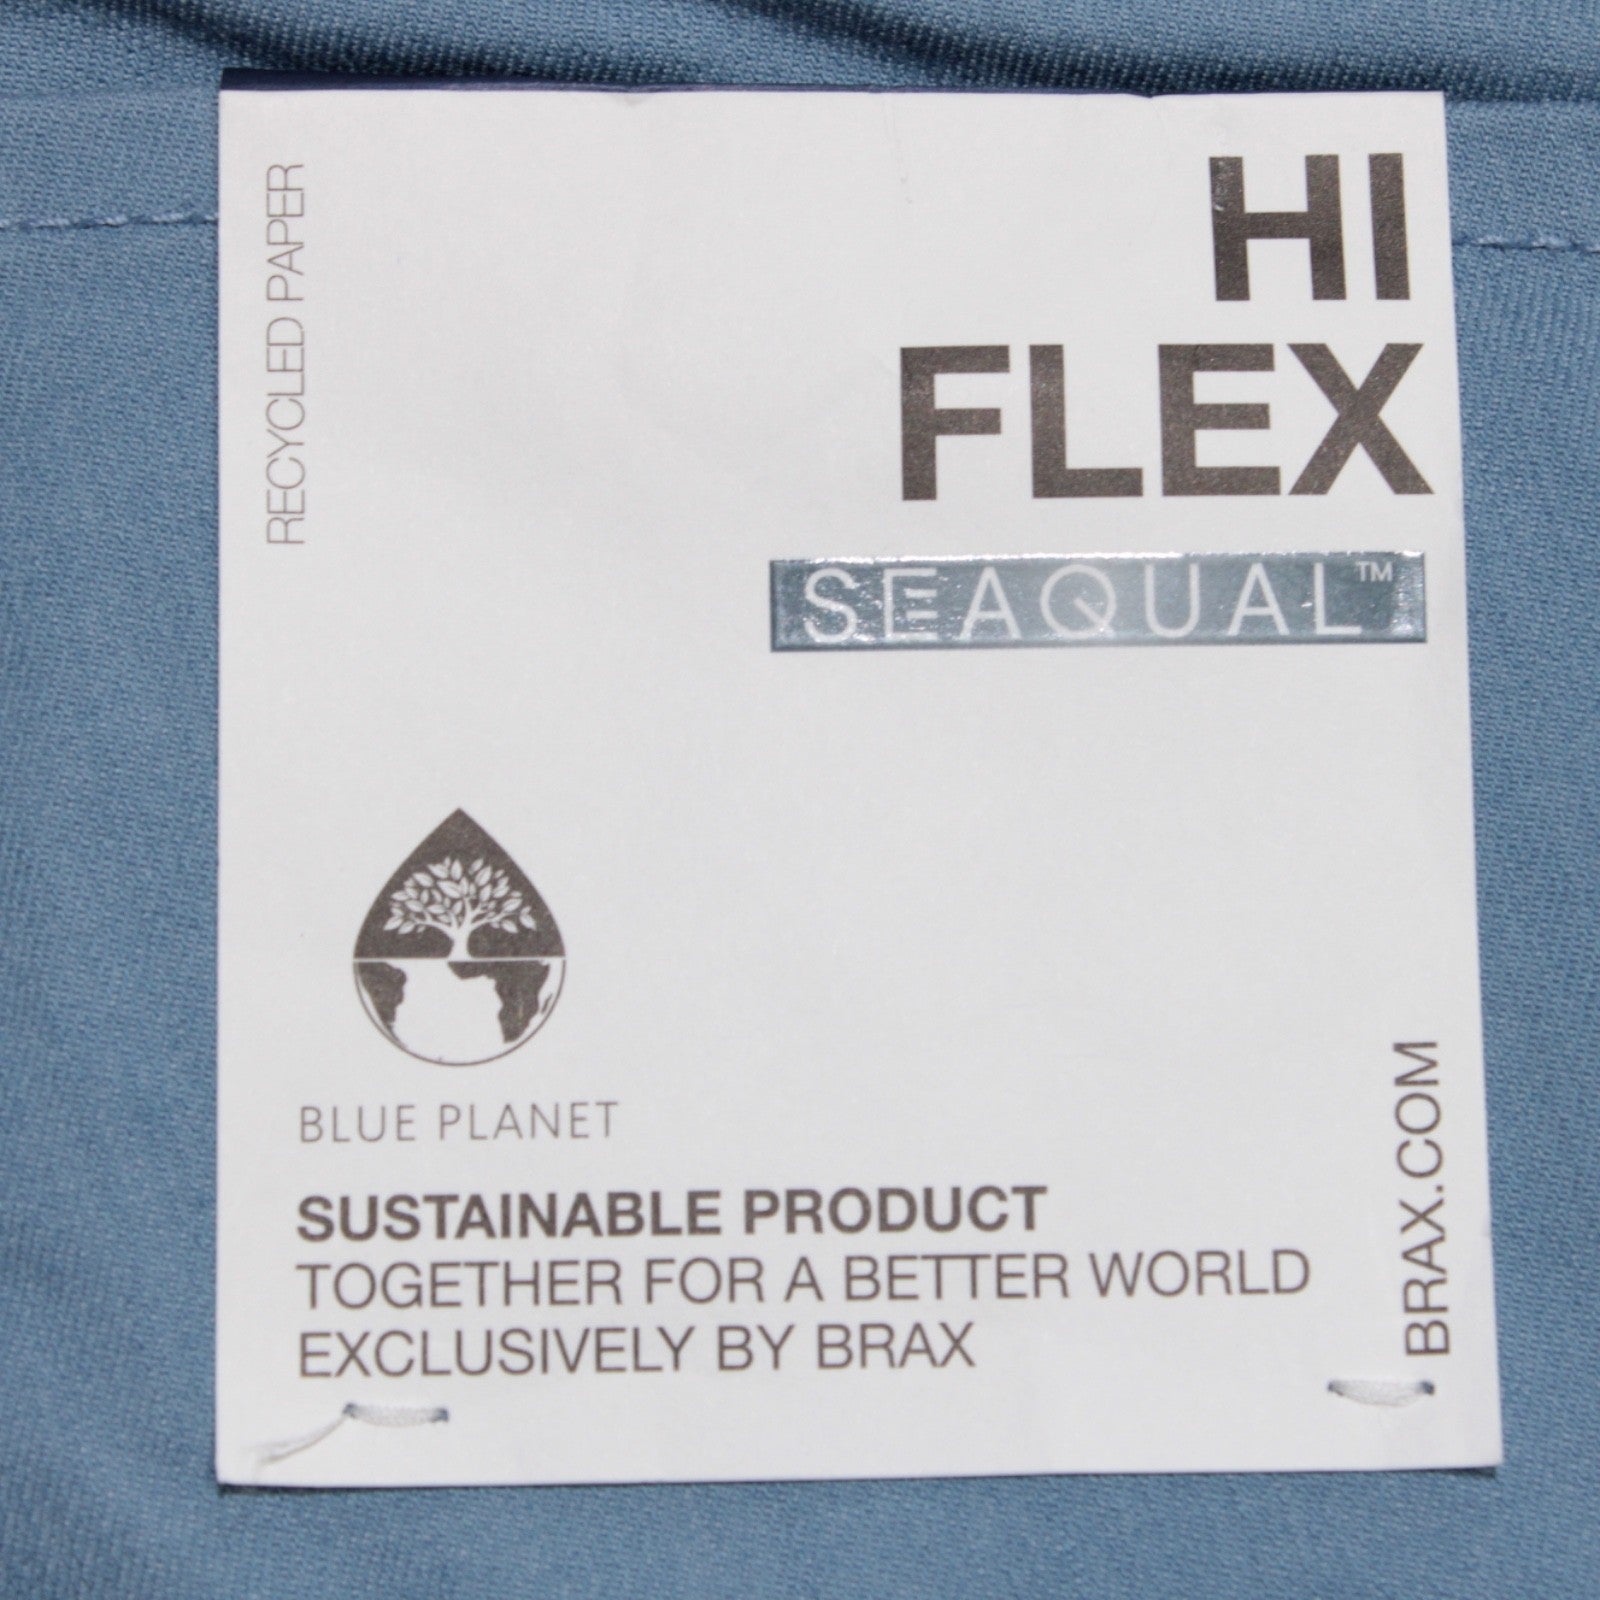 RECYCLED PAPER
HI
FLEX
SEAQUAL™
BLUE PLANET
SUSTAINABLE PRODUCT
TOGETHER FOR A BETTER WORLD
EXCLUSIVELY BY BRAX
BRAX.COM